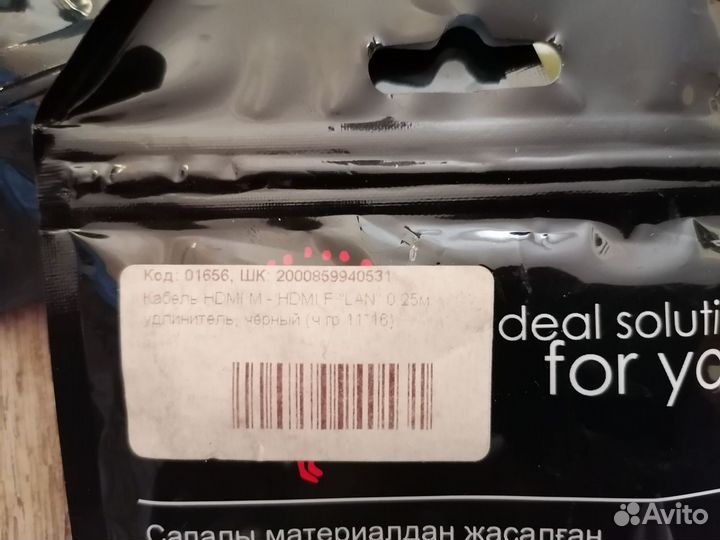 Код: 01656, ШК: 2000859940531
Кабель HDMI M - HDMI F "LAN" 0.25м
удлинитель, черный
deal soluti
for yo
Сапалы материалдан жасалған
Avito